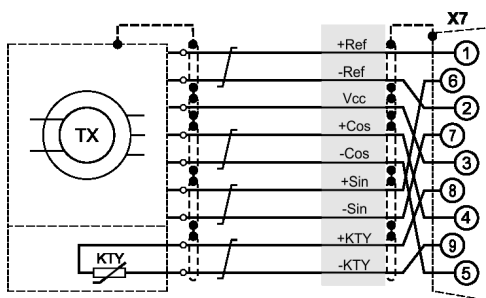 X7
+Ref
1
-Ref
6
Vcc
2
+Cos
7
TX
-Cos
3
+Sin
8
-Sin
4
+KTY
9
KTY
-KTY
5